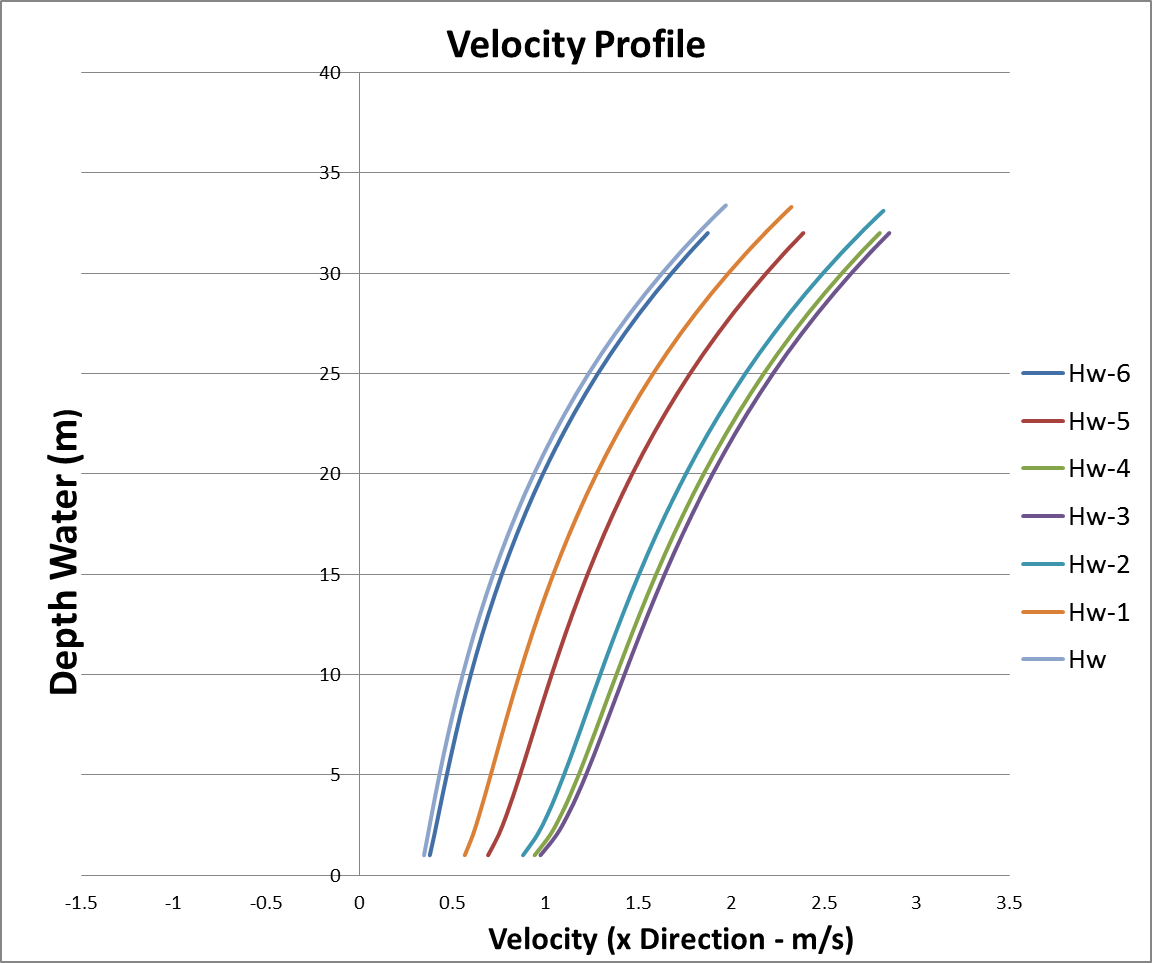 Velocity Profile
40
35
30
25
20
15
10
5
0
-1.5 -1 -0.5 0 0.5 1 1.5 2 2.5 3 3.5
Velocity (x Direction - m/s)
Depth Water (m)
Hw-6
Hw-5
Hw-4
Hw-3
Hw-2
Hw-1
Hw